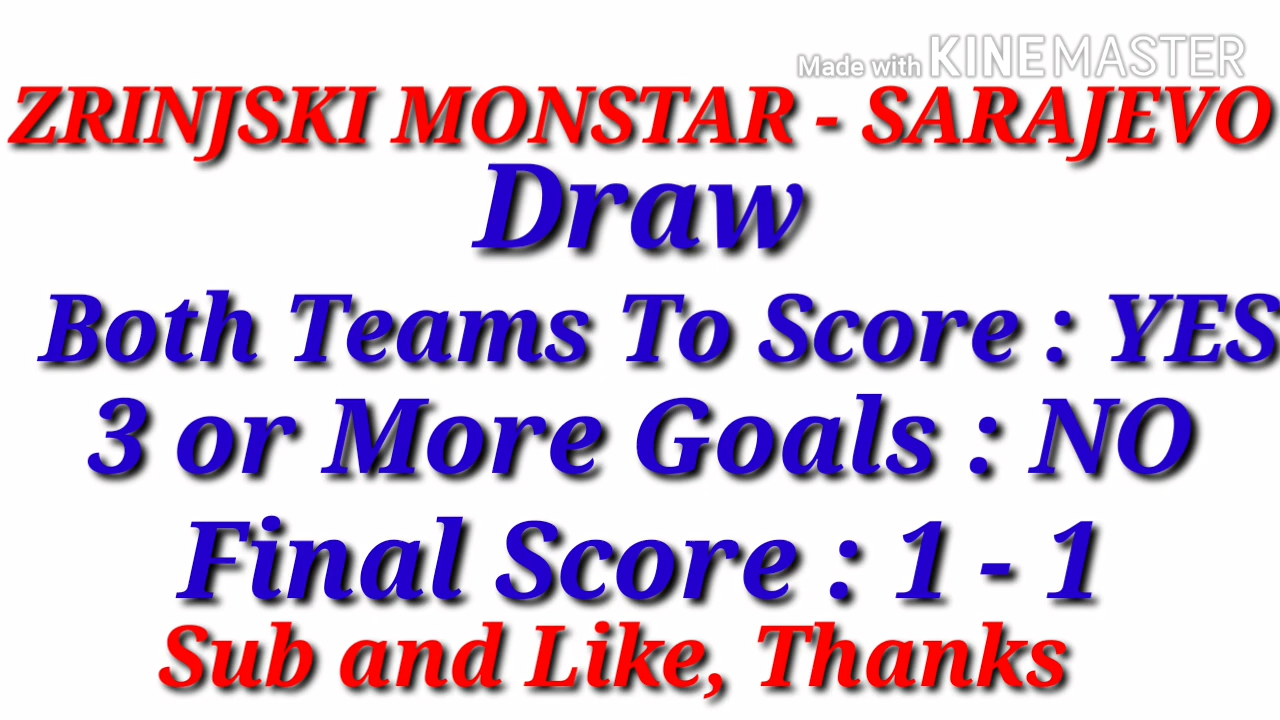 Made with KINEMASTER
ZRINJSKI MONSTAR - SARAJEVO
Draw
Both Teams To Score : YES
3 or More Goals : NO
Final Score : 1 - 1
Sub and Like, Thanks